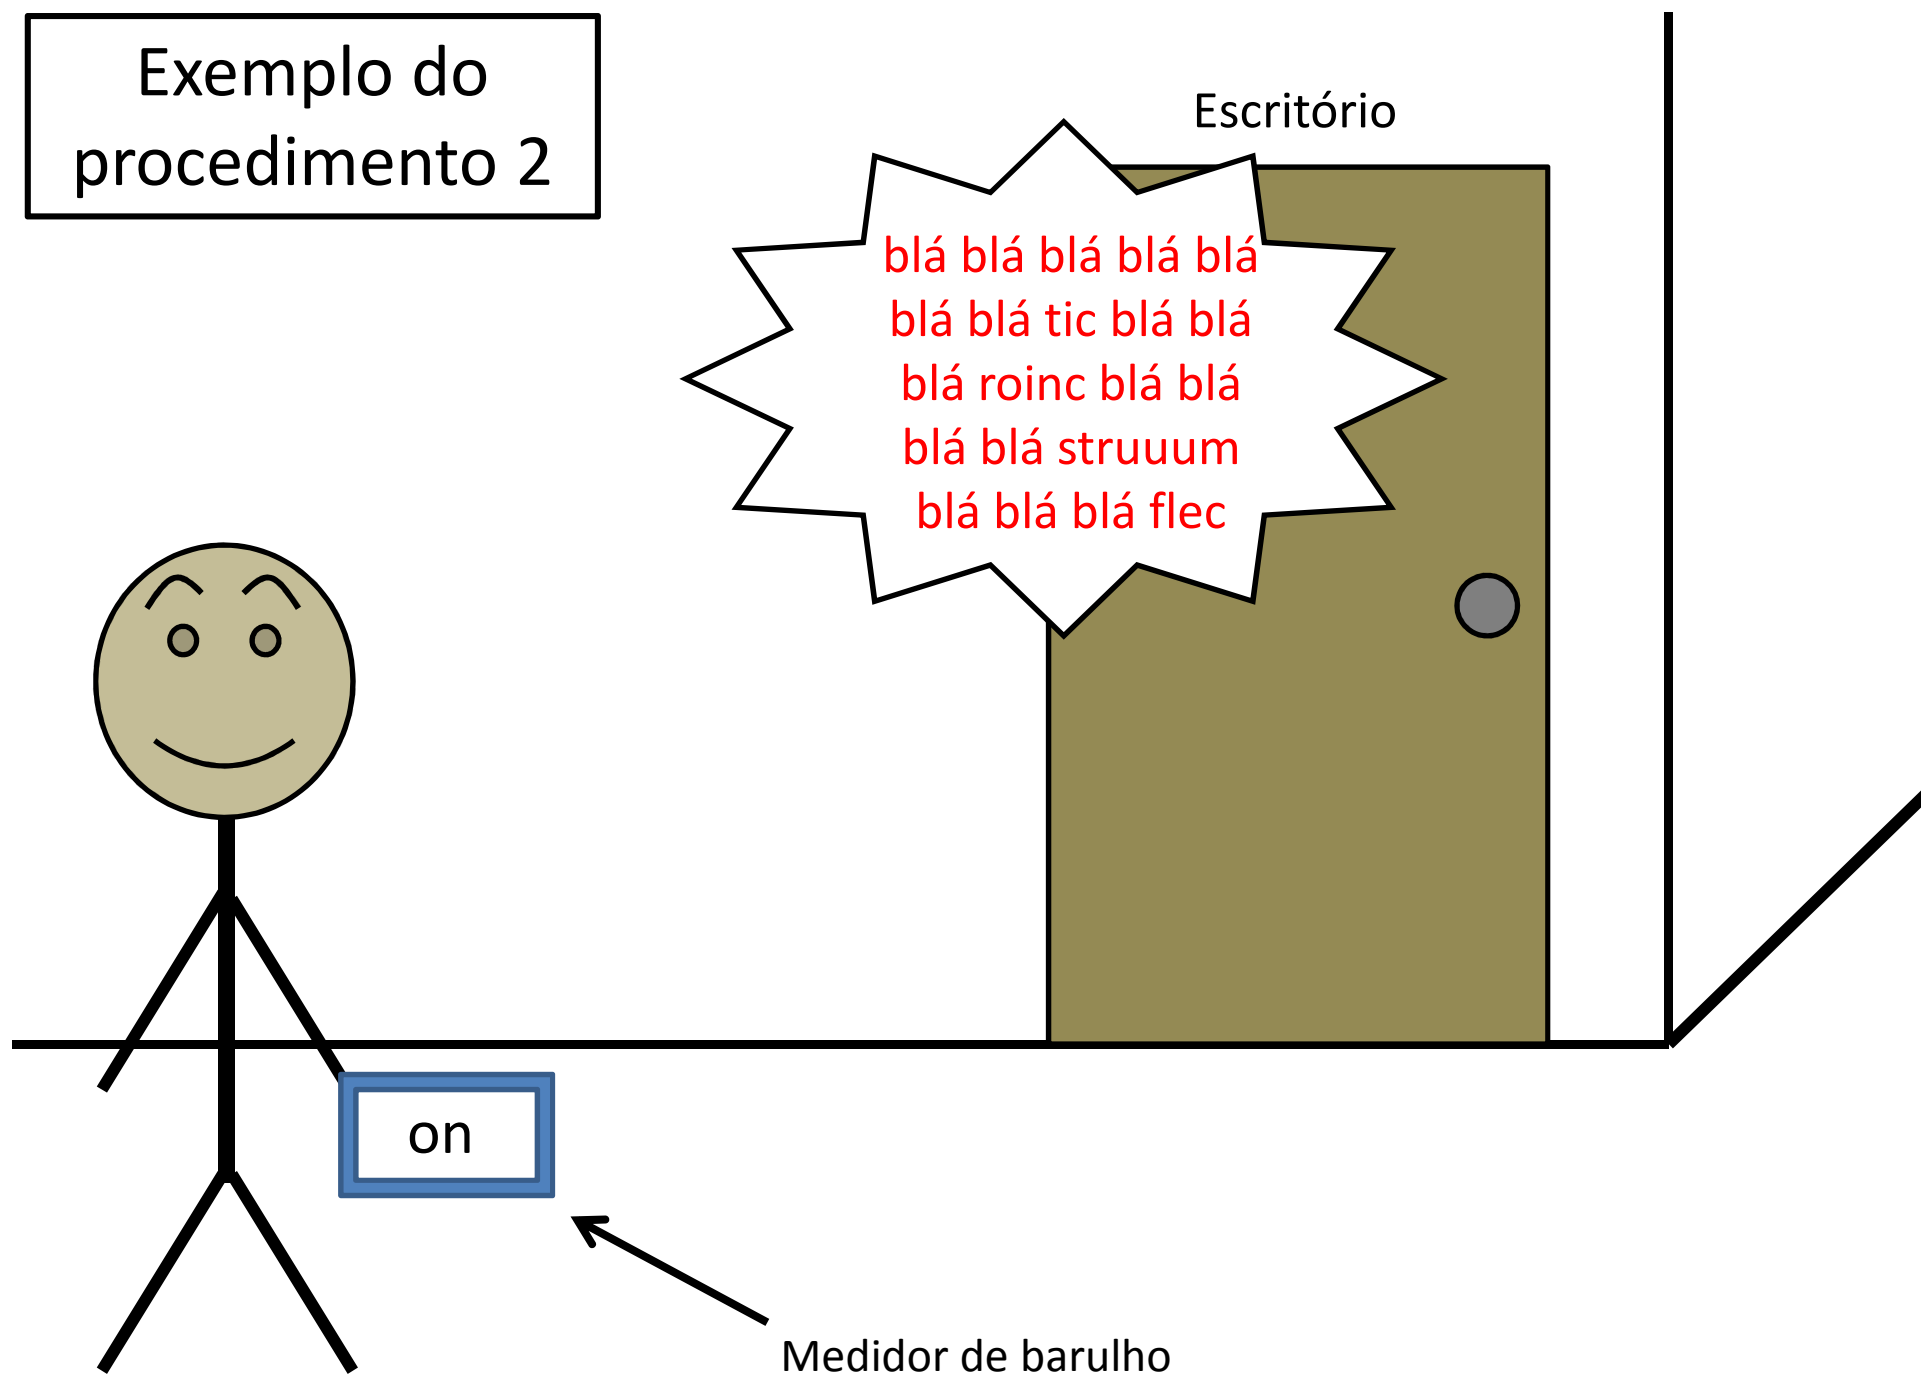 Exemplo do
procedimento 2
Escritório
blá blá blá blá blá
blá blá tic blá blá
blá roinc blá blá
blá blá struuum
blá blá blá flec
on
Medidor de barulho